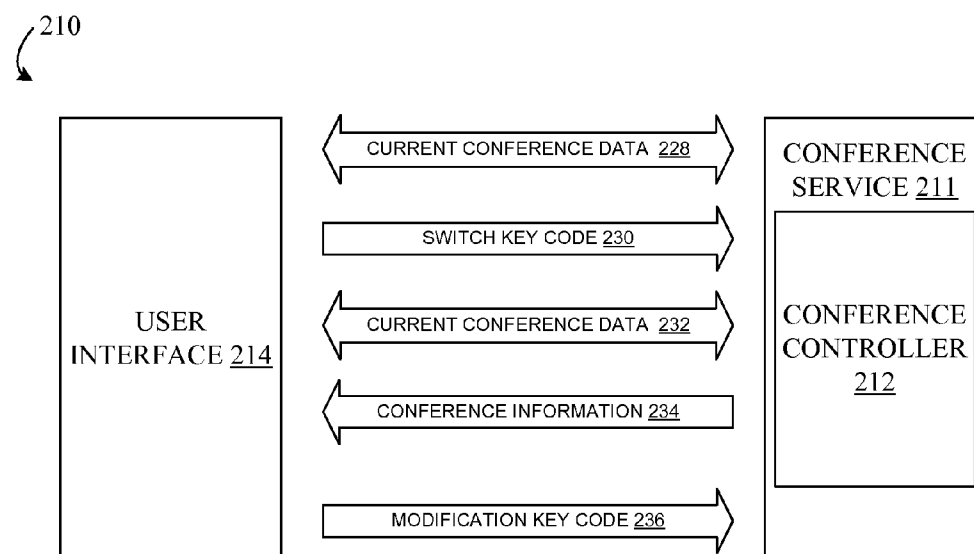 210
USER
INTERFACE 214
CURRENT CONFERENCE DATA 228
SWITCH KEY CODE 230
CURRENT CONFERENCE DATA 232
CONFERENCE INFORMATION 234
MODIFICATION KEY CODE 236
CONFERENCE
SERVICE 211
CONFERENCE
CONTROLLER
212